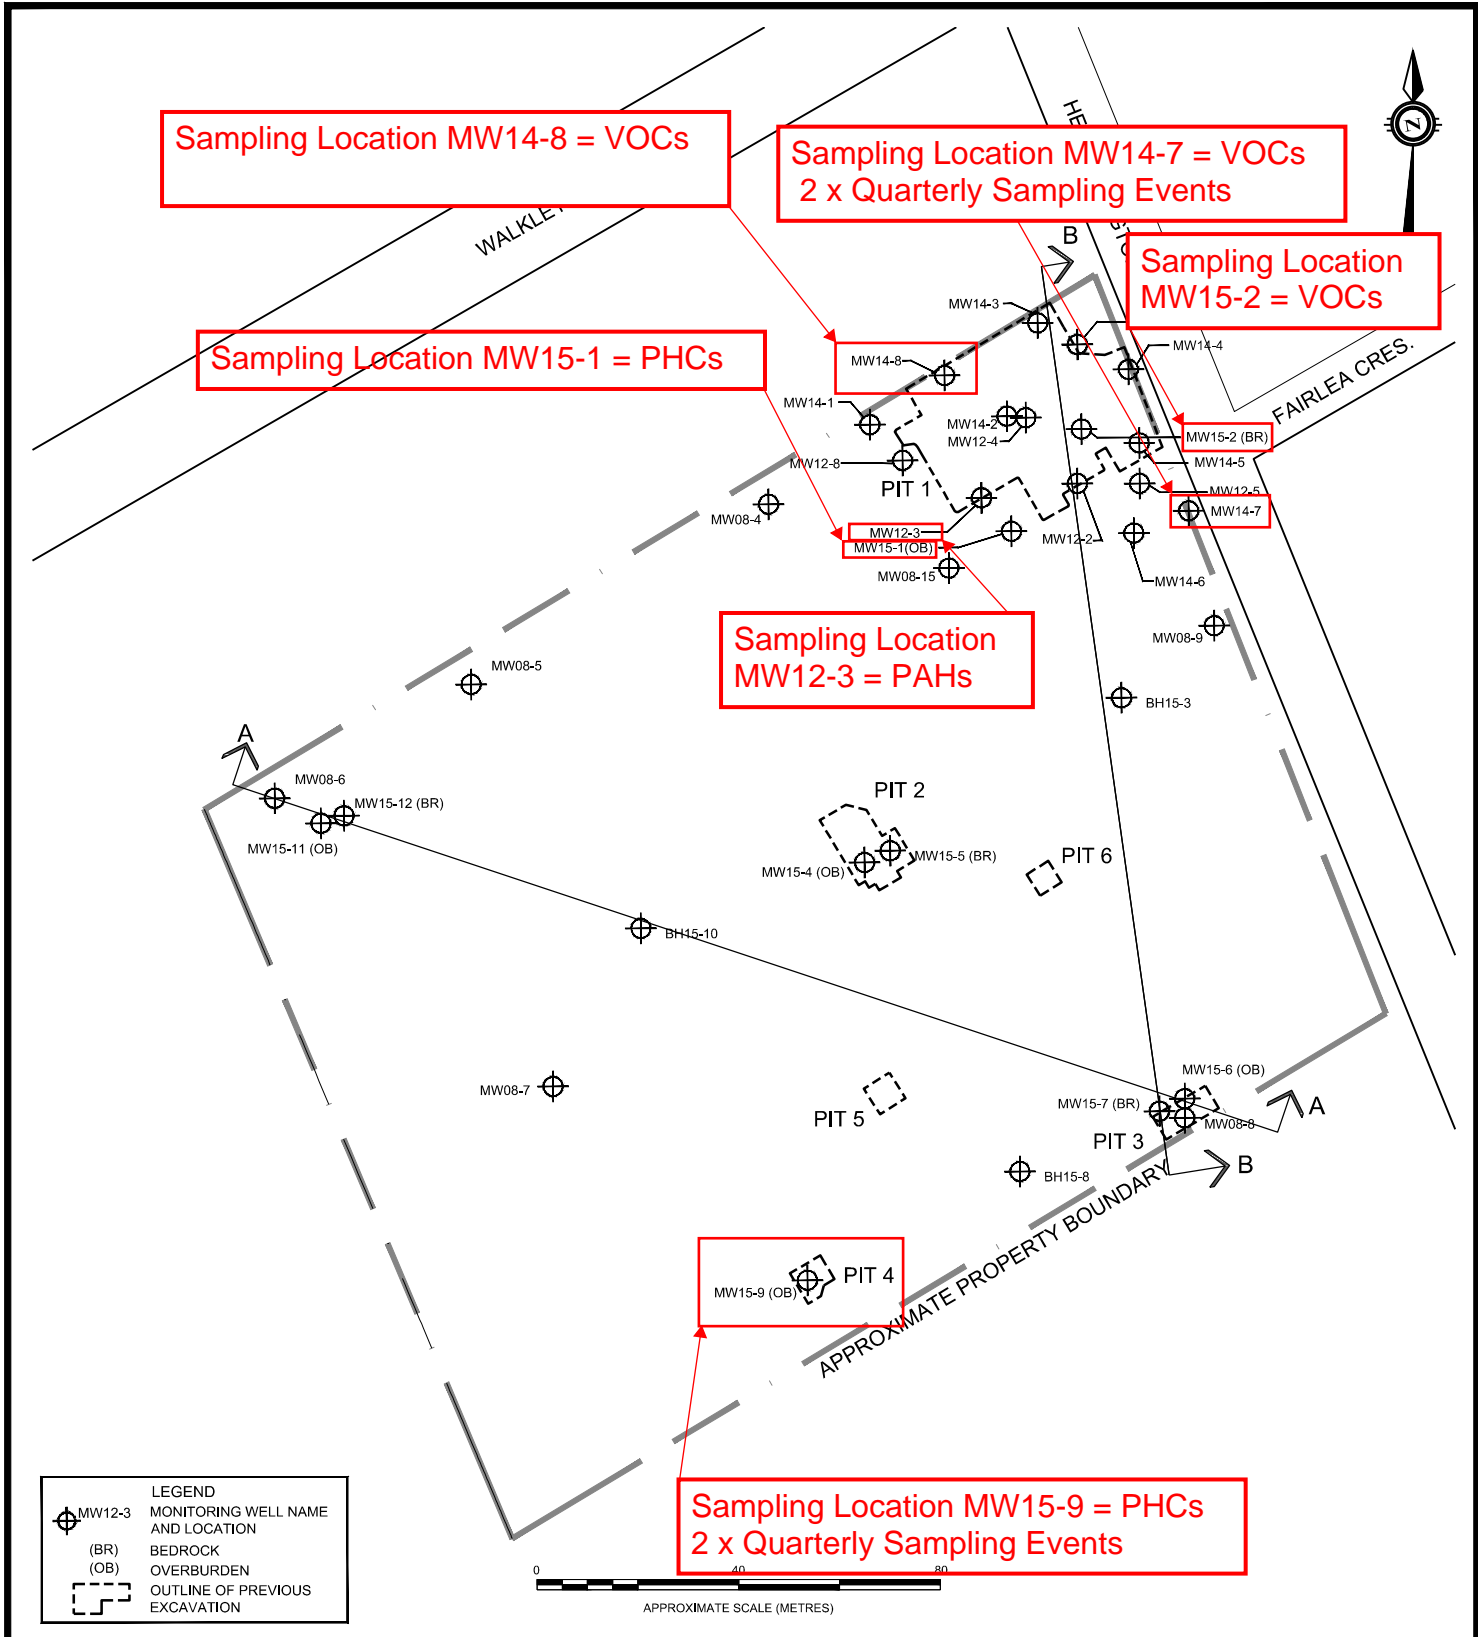 Sampling Location MW14-8 = VOCs
Sampling Location MW14-7 = VOCs
2 x Quarterly Sampling Events
N
B
Sampling Location
MW15-2 = VOCs
MW14-3
Sampling Location MW15-1 = PHCs
MW14-8
MW14-4
FAIRLEA CRES.
MW14-1
MW14-2
MW12-4
MW15-2 (BR)
MW14-5
MW12-8
PIT 1
MW12-5
MW08-4
MW14-7
MW12-3
MW12-2
MW15-1(OB)
MW08-15
MW14-6
Sampling Location
MW12-3 = PAHs
MW08-9
MW08-5
BH15-3
A
MW08-6
MW15-12 (BR)
MW15-11 (OB)
PIT 2
MW15-5 (BR)
MW15-4 (OB)
PIT 6
BH15-10
MW08-7
PIT 5
MW15-6 (OB)
MW15-7 (BR)
MW08-8
A
PIT 3
B
BH15-8
APPROXIMATE PROPERTY BOUNDARY
MW15-9 (OB)
PIT 4
Sampling Location MW15-9 = PHCs
2 x Quarterly Sampling Events
LEGEND
MW12-3 MONITORING WELL NAME
AND LOCATION
(BR) BEDROCK
(OB) OVERBURDEN
OUTLINE OF PREVIOUS
EXCAVATION
0 40 80
APPROXIMATE SCALE (METRES)